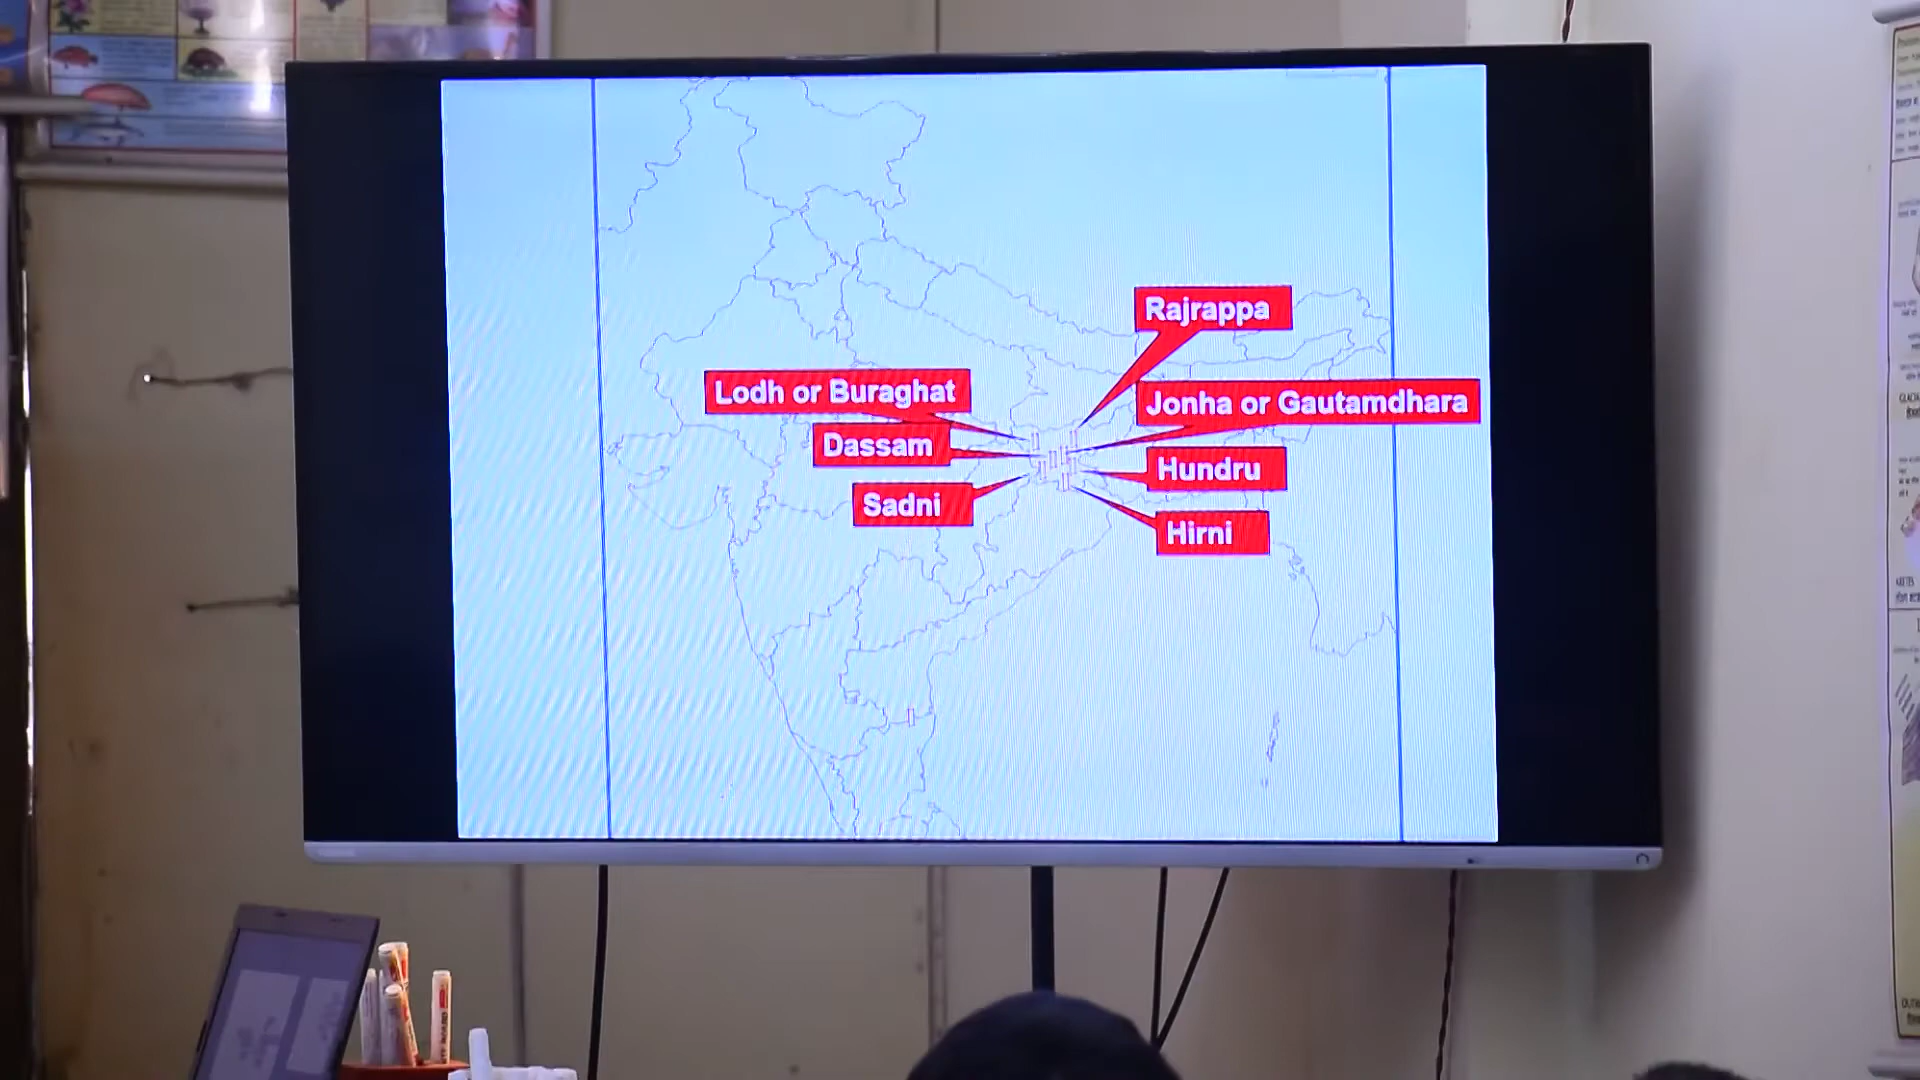 Rajrappa
Lodh or Buraghat
Jonha or Gautamdhara
Dassam
Hundru
Sadni
Hirni